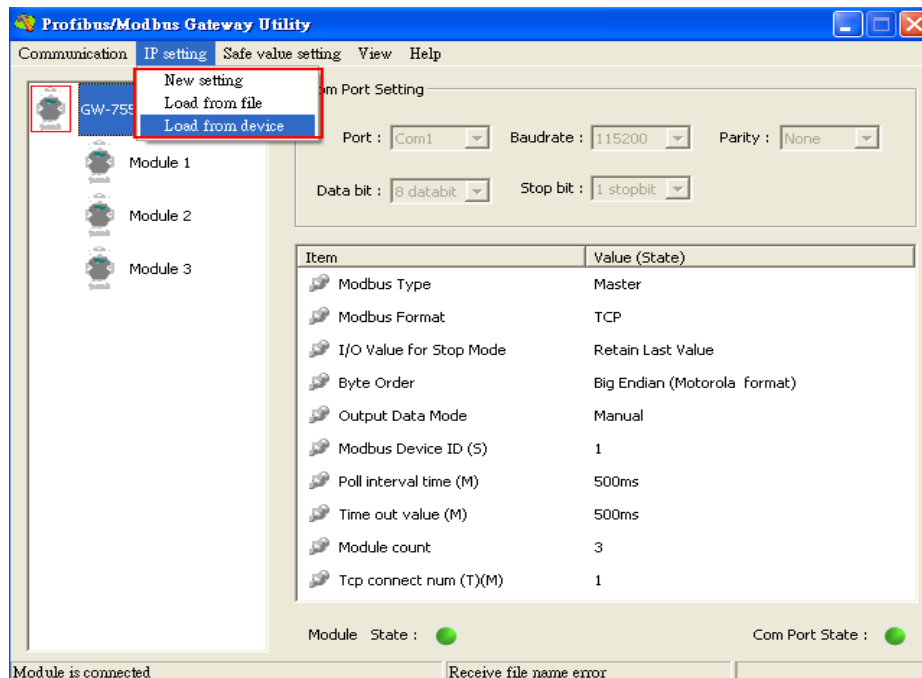 Profibus/Modbus Gateway Utility
Communication IP setting Safe value setting View Help
New setting
Load from file
Load from device
GW-755
Module 1
Module 2
Module 3
om Port Setting
Port : Com1 Baudrate : 115200 Parity : None
Data bit : 8 databit Stop bit : 1 stopbit
Item Value (State)
Modbus Type Master
Modbus Format TCP
I/O Value for Stop Mode Retain Last Value
Byte Order Big Endian (Motorola format)
Output Data Mode Manual
Modbus Device ID (S) 1
Poll interval time (M) 500ms
Time out value (M) 500ms
Module count 3
Tcp connect num (T)(M) 1
Module State : Com Port State :
Module is connected Receive file name error